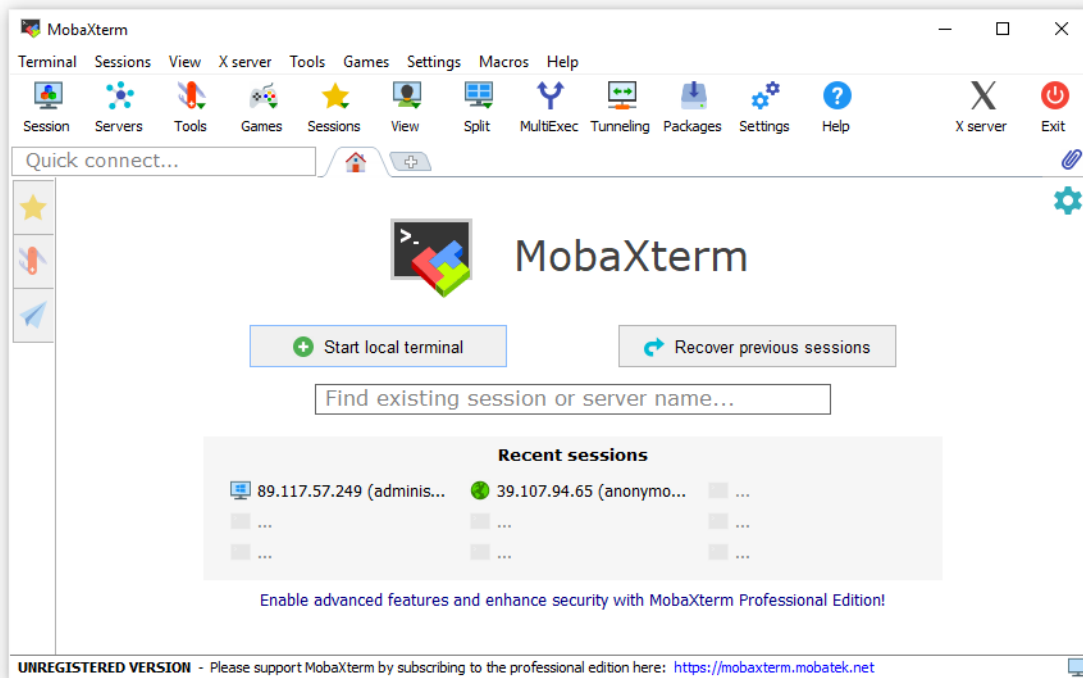 MobaXterm
Terminal Sessions View X server Tools Games Settings Macros Help
Session Servers Tools Games Sessions View Split MultiExec Tunneling Packages Settings Help X server Exit
Quick connect...
>_
MobaXterm
Start local terminal Recover previous sessions
Find existing session or server name...
Recent sessions
89.117.57.249 (adminis... 39.107.94.65 (anonymo... ...
... ... ...
... ... ...
Enable advanced features and enhance security with MobaXterm Professional Edition!
UNREGISTERED VERSION - Please support MobaXterm by subscribing to the professional edition here: https://mobaxterm.mobatek.net